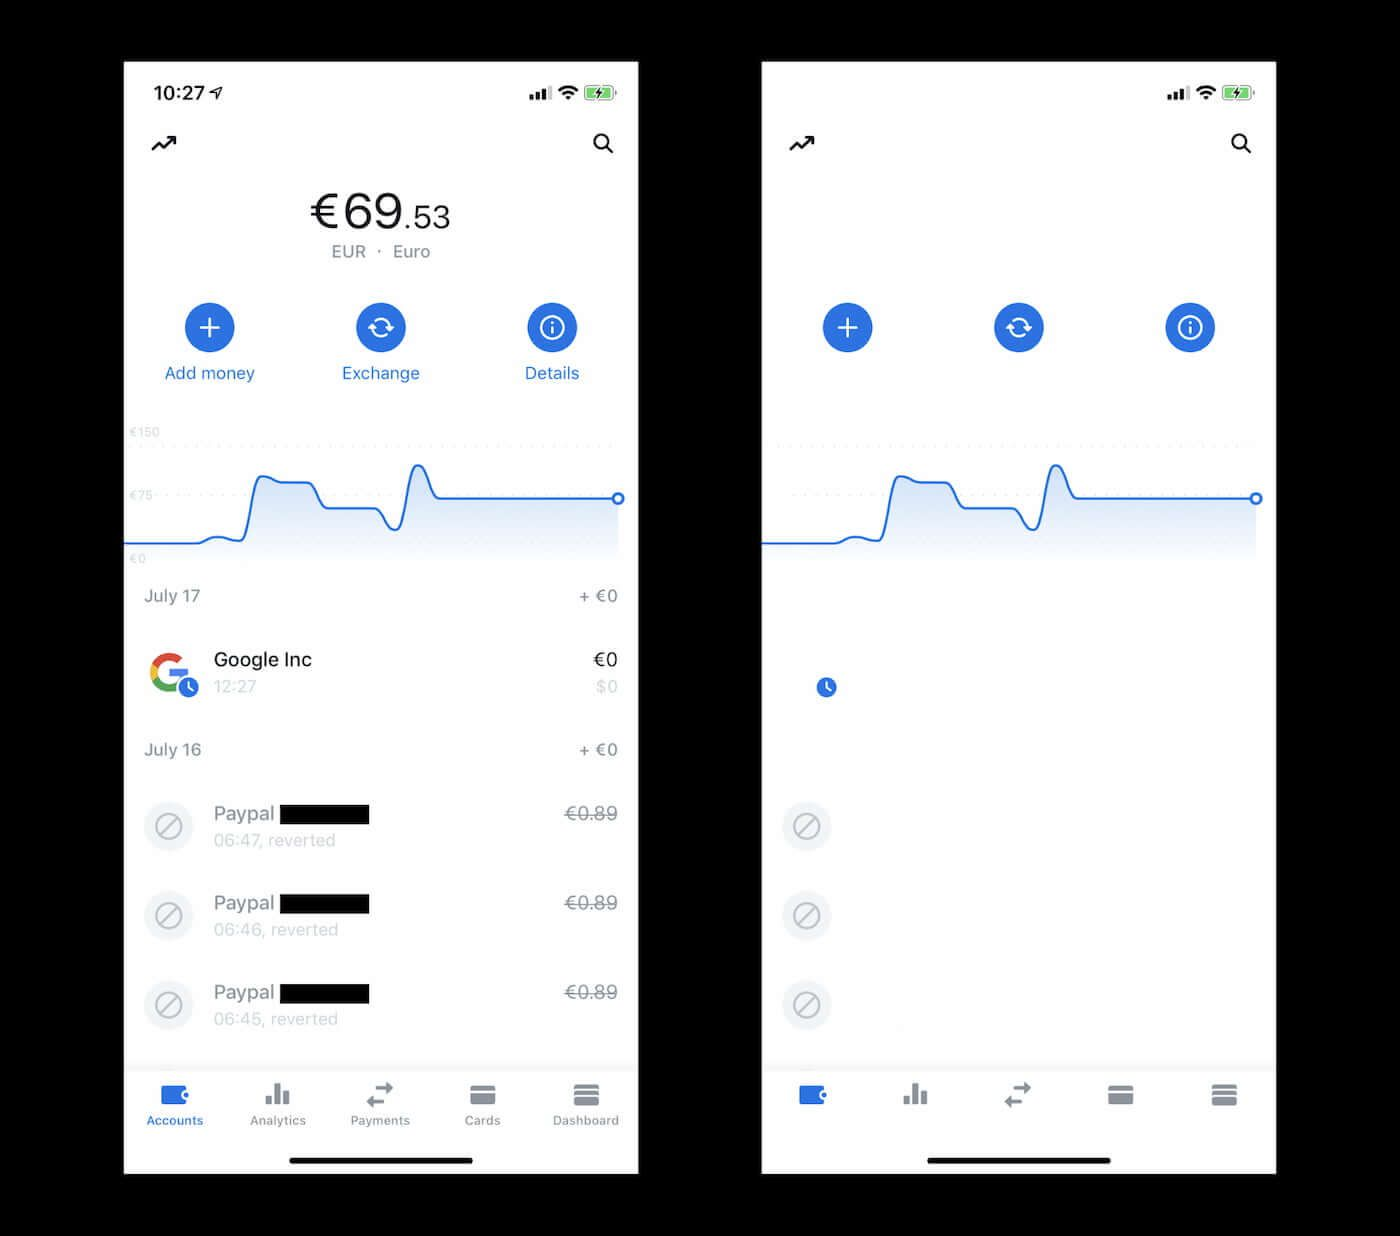 10:27
€69.53
EUR · Euro
Add money Exchange Details
€150
€75
€0
July 17 + €0
Google Inc €0
12:27 $0
July 16 + €0
Paypal €0.89
06:47, reverted
Paypal €0.89
06:46, reverted
Paypal €0.89
06:45, reverted
Accounts Analytics Payments Cards Dashboard